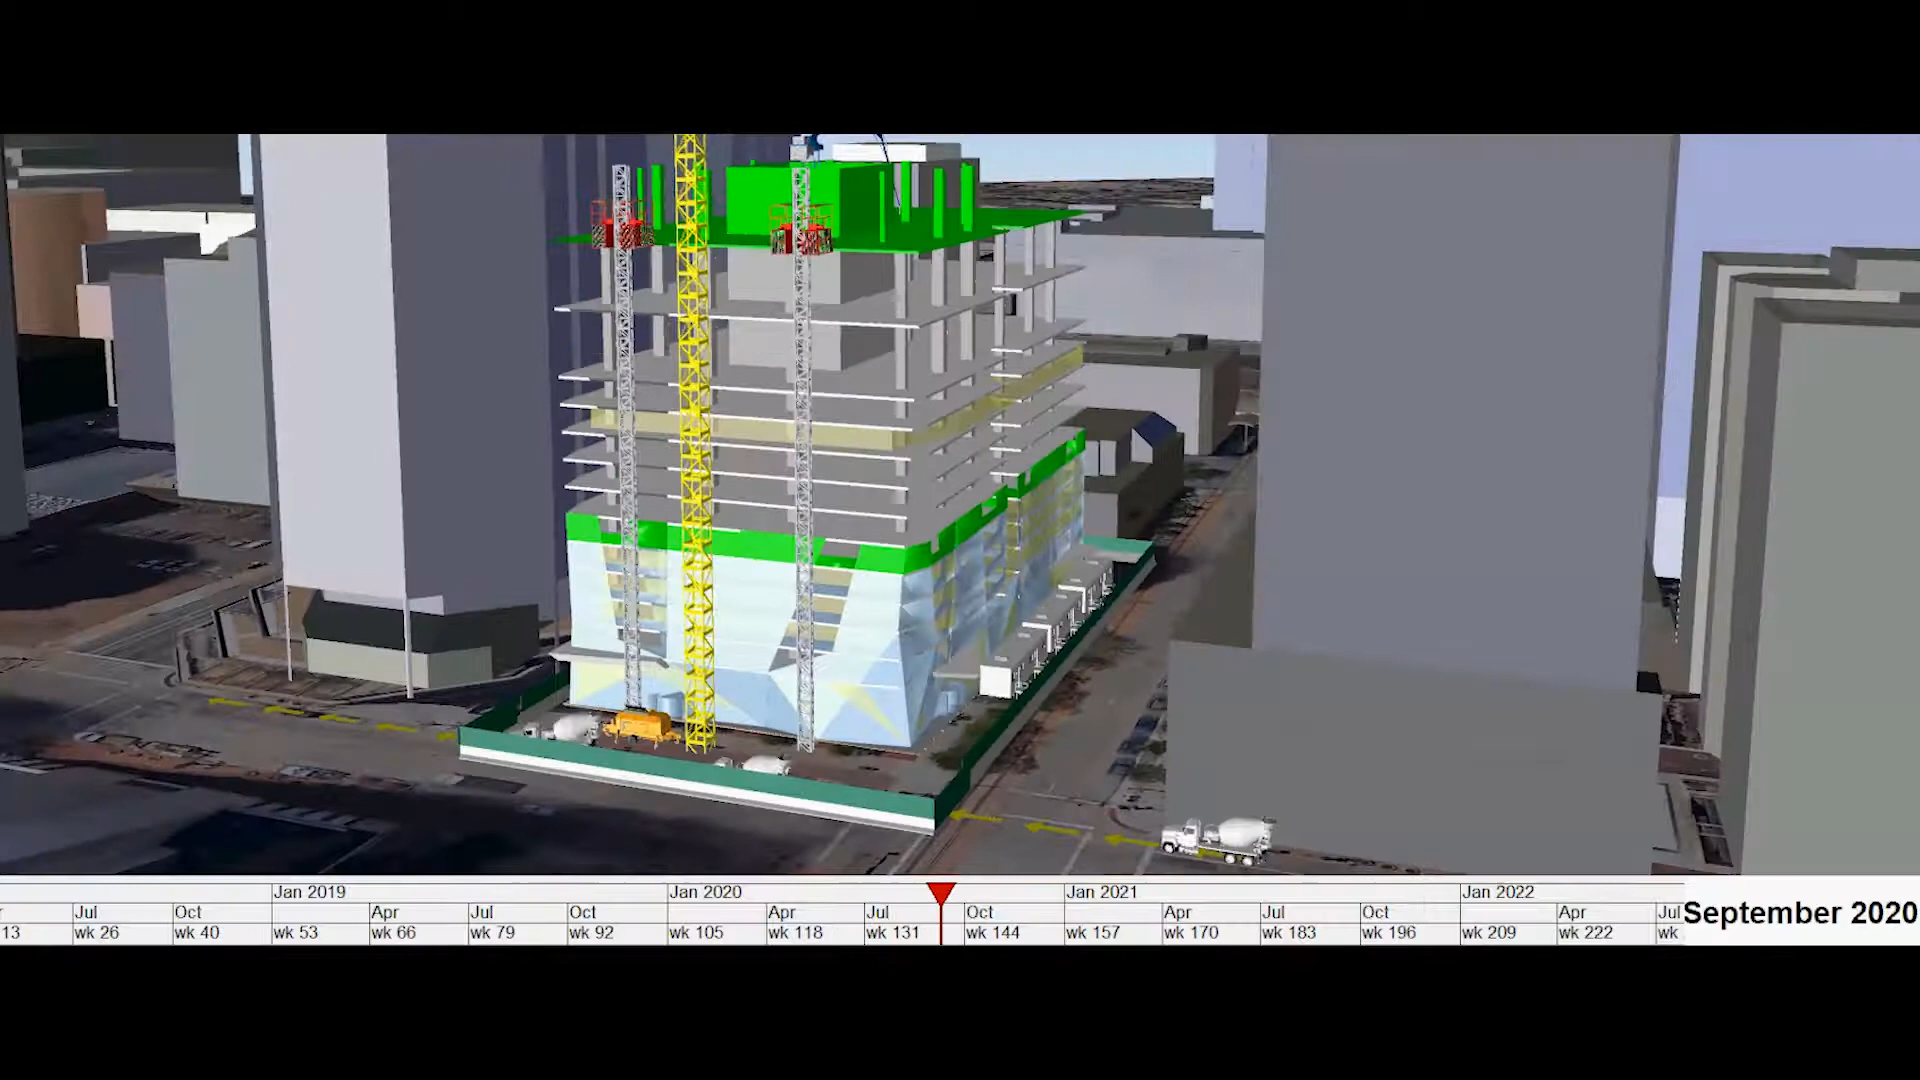 Jan 2019 Jan 2020 Jan 2021 Jan 2022
Jul Oct Apr Jul Oct Apr Jul Oct Apr Jul Oct Apr Jul
13 wk 26 wk 40 wk 53 wk 66 wk 79 wk 92 wk 105 wk 118 wk 131 wk 144 wk 157 wk 170 wk 183 wk 196 wk 209 wk 222 wk
September 2020